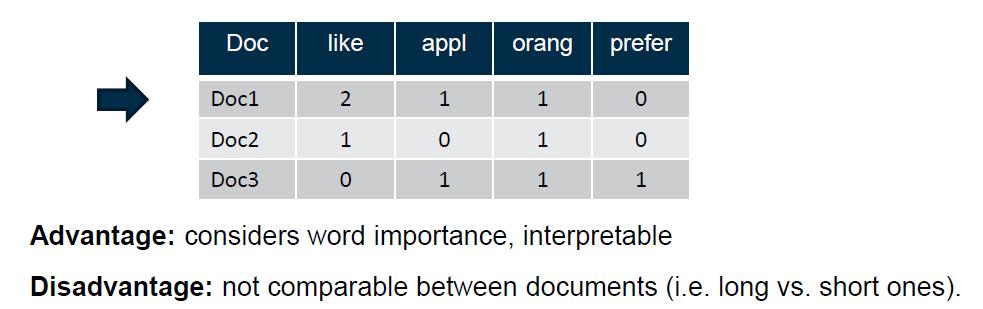 Doc like appl orang prefer
Doc1 2 1 1 0
Doc2 1 0 1 0
Doc3 0 1 1 1
Advantage: considers word importance, interpretable
Disadvantage: not comparable between documents (i.e. long vs. short ones).